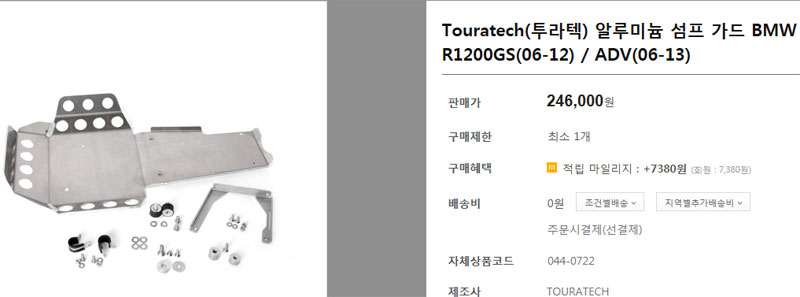 Touratech(투라텍) 알루미늄 섬프 가드 BMW
R1200GS(06-12) / ADV(06-13)
판매가 246,000원
구매제한 최소 1개
구매혜택 m 적립 마일리지 : +7380원 (회원 : 7,380원)
배송비 0원 조건별배송 지역별추가배송비
주문시결제(선결제)
자체상품코드 044-0722
제조사 TOURATECH